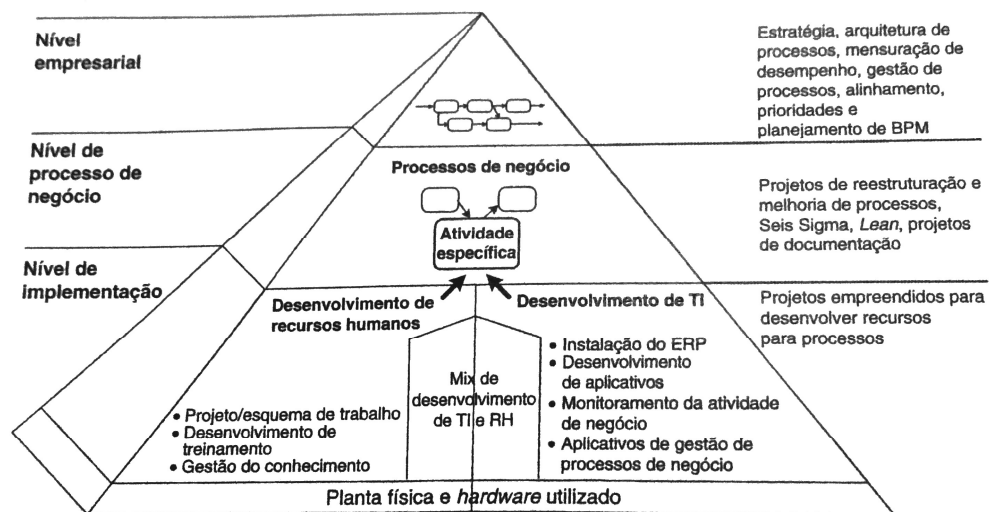 Nível
empresarial
Estratégia, arquitetura de
processos, mensuração de
desempenho, gestão de
processos, alinhamento,
prioridades e
planejamento de BPM
Nível de
processo de
negócio
Processos de negócio
Atividade
específica
Projetos de reestruturação e
melhoria de processos,
Seis Sigma, Lean, projetos
de documentação
Nível de
implementação
Desenvolvimento de
recursos humanos
Desenvolvimento de TI
Projetos empreendidos para
desenvolver recursos
para processos
• Projeto/esquema de trabalho
• Desenvolvimento de
treinamento
• Gestão do conhecimento
Mix de
desenvolvimento
de TI e RH
• Instalação do ERP
• Desenvolvimento
de aplicativos
• Monitoramento da atividade
de negócio
• Aplicativos de gestão de
processos de negócio
Planta física e hardware utilizado